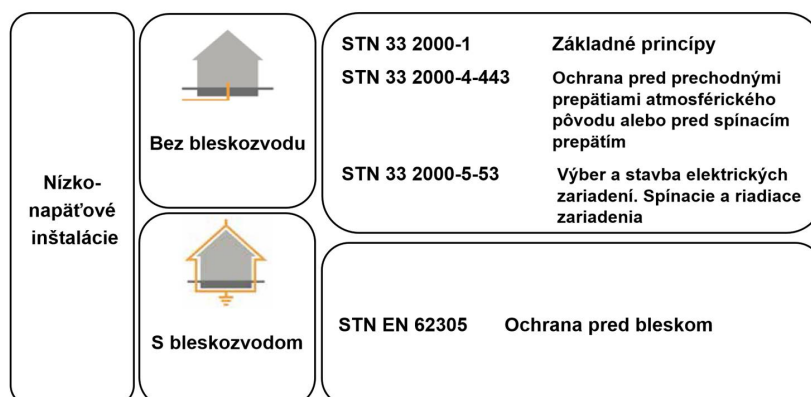 Nízko-
napäťové
inštalácie
Bez bleskozvodu
STN 33 2000-1 Základné princípy
STN 33 2000-4-443 Ochrana pred prechodnými
prepätiami atmosférického
pôvodu alebo pred spínacím
prepätím
STN 33 2000-5-53 Výber a stavba elektrických
zariadení. Spínacie a riadiace
zariadenia
S bleskozvodom
STN EN 62305 Ochrana pred bleskom